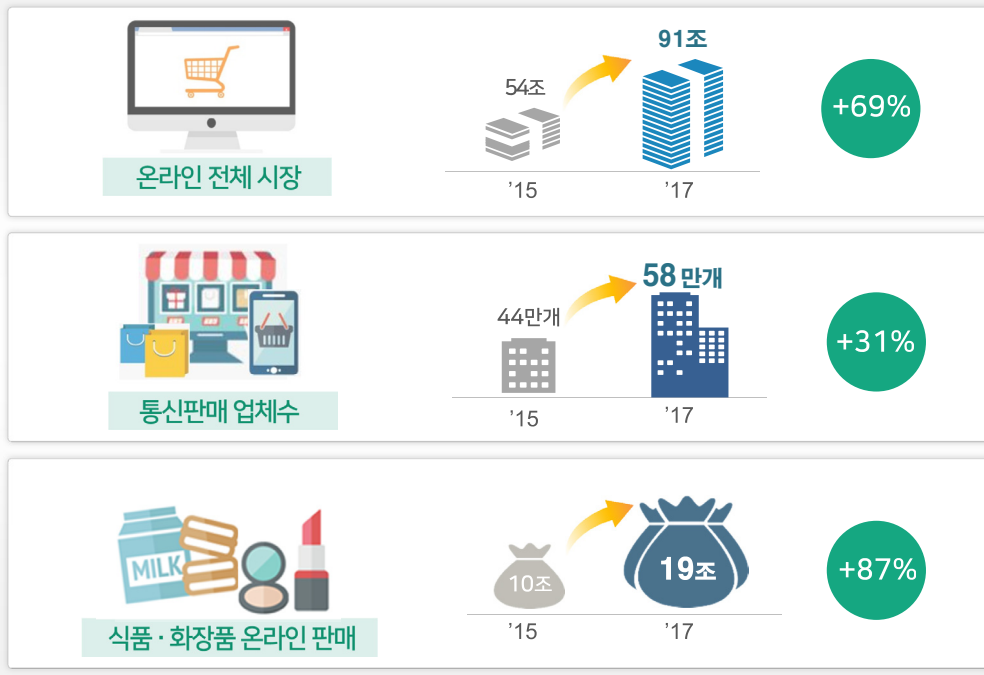 91조
54조
+69%
온라인 전체 시장
’15
’17
58 만개
44만개
+31%
통신판매 업체수
’15
’17
MILK
10조
19조
+87%
식품 · 화장품 온라인 판매
’15
’17